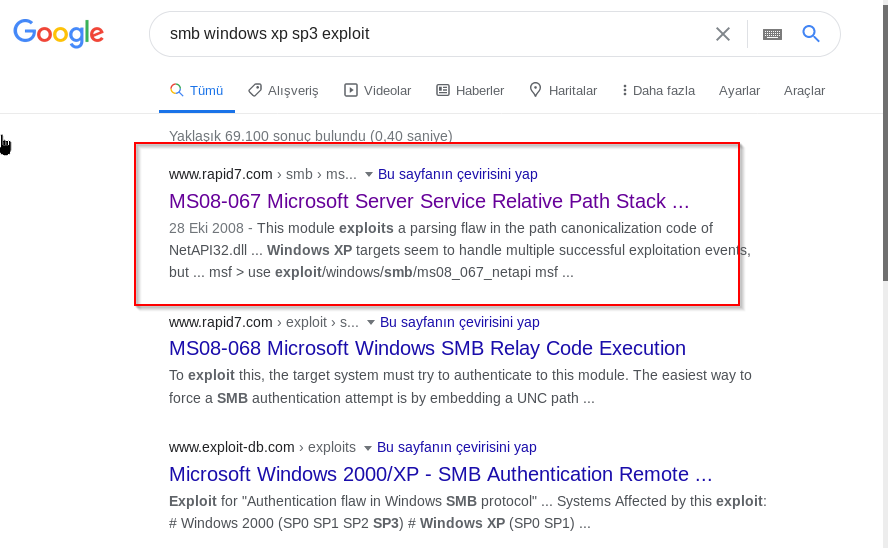 Google
smb windows xp sp3 exploit
Tümü Alışveriş Videolar Haberler Haritalar Daha fazla Ayarlar Araçlar
Yaklaşık 69.100 sonuç bulundu (0,40 saniye)
www.rapid7.com › smb › ms... Bu sayfanın çevirisini yap
MS08-067 Microsoft Server Service Relative Path Stack ...
28 Eki 2008 - This module exploits a parsing flaw in the path canonicalization code of
NetAPI32.dll ... Windows XP targets seem to handle multiple successful exploitation events,
but ... msf > use exploit/windows/smb/ms08_067_netapi msf ...
www.rapid7.com › exploit › s... Bu sayfanın çevirisini yap
MS08-068 Microsoft Windows SMB Relay Code Execution
To exploit this, the target system must try to authenticate to this module. The easiest way to
force a SMB authentication attempt is by embedding a UNC path ...
www.exploit-db.com › exploits Bu sayfanın çevirisini yap
Microsoft Windows 2000/XP - SMB Authentication Remote ...
Exploit for "Authentication flaw in Windows SMB protocol" ... Systems Affected by this exploit:
# Windows 2000 (SP0 SP1 SP2 SP3) # Windows XP (SP0 SP1) ...